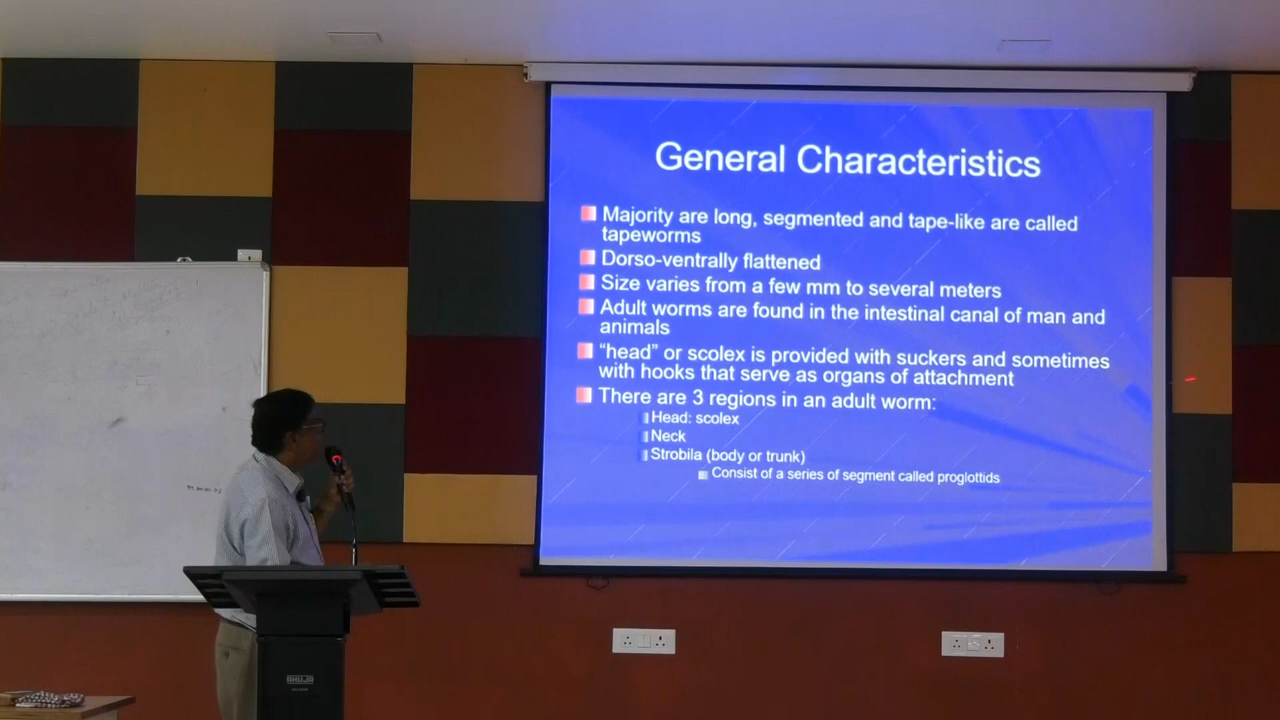 General Characteristics
Majority are long, segmented and tape-like are called
tapeworms
Dorso-ventrally flattened
Size varies from a few mm to several meters
Adult worms are found in the intestinal canal of man and
animals
“head” or scolex is provided with suckers and sometimes
with hooks that serve as organs of attachment
There are 3 regions in an adult worm:
Head: scolex
Neck
Strobila (body or trunk)
Consist of a series of segment called proglottids
AHUJA